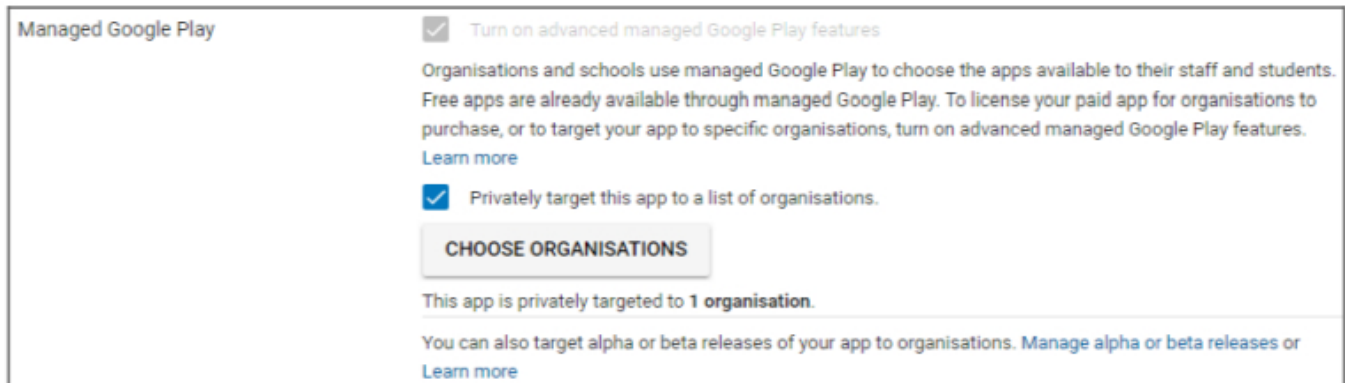 Managed Google Play
Turn on advanced managed Google Play features
Organisations and schools use managed Google Play to choose the apps available to their staff and students.
Free apps are already available through managed Google Play. To license your paid app for organisations to
purchase, or to target your app to specific organisations, turn on advanced managed Google Play features.
Learn more
Privately target this app to a list of organisations.
CHOOSE ORGANISATIONS
This app is privately targeted to 1 organisation.
You can also target alpha or beta releases of your app to organisations. Manage alpha or beta releases or
Learn more